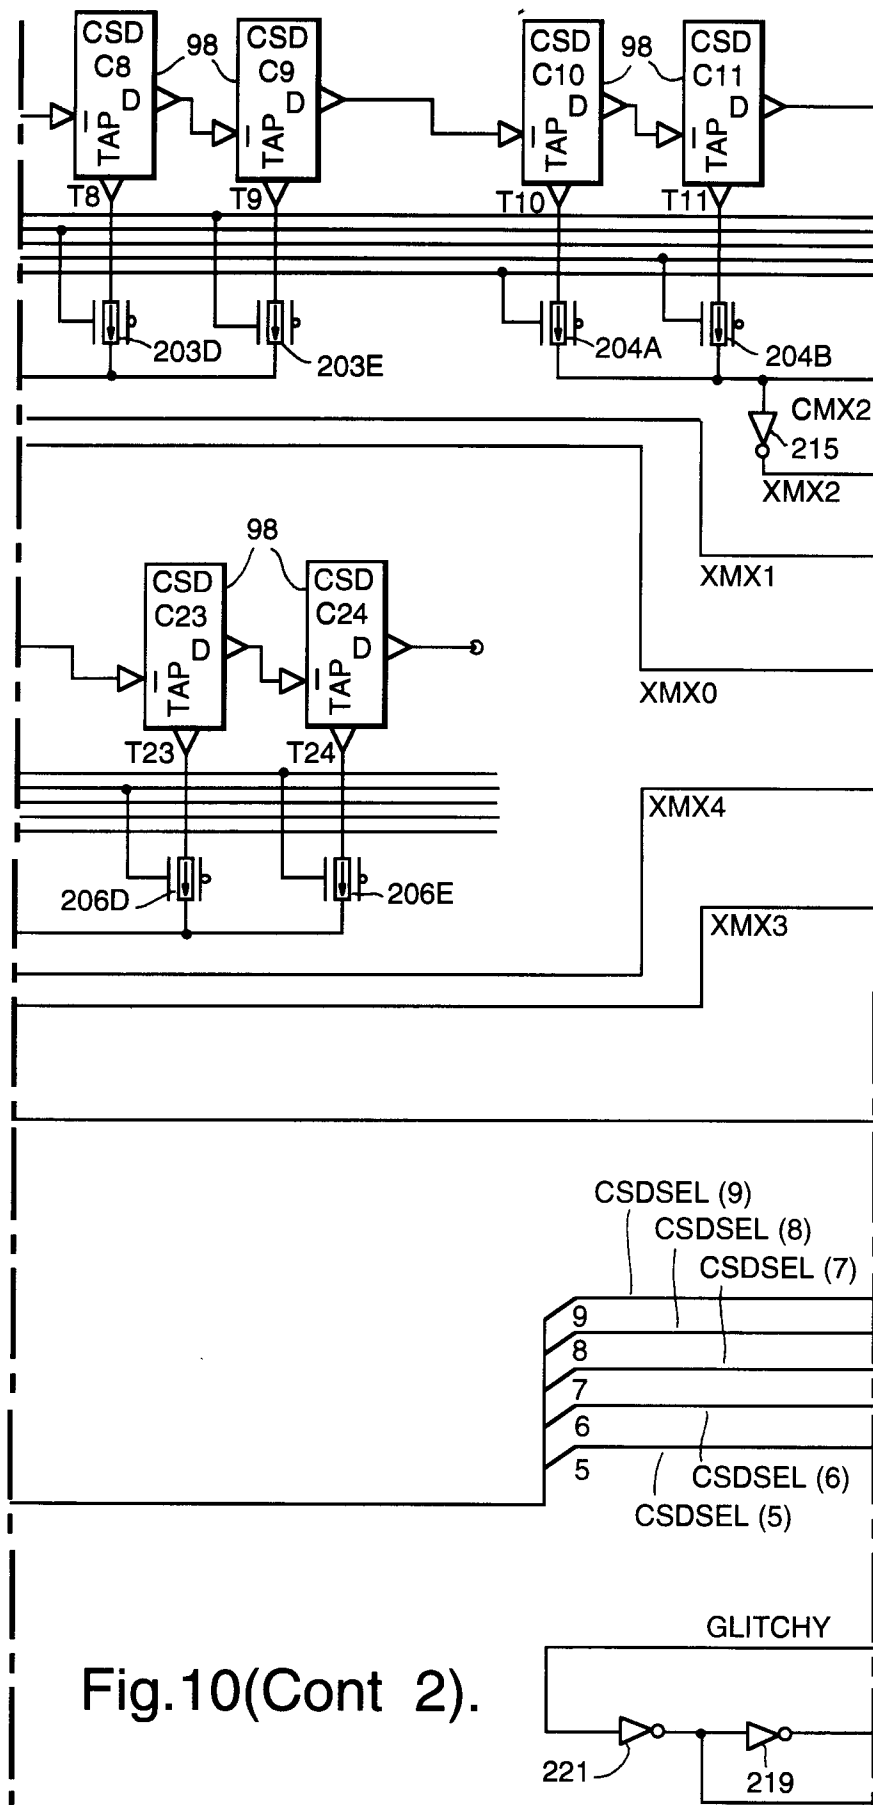 CSD
C8
D
I
TAP
T8
98
CSD
C9
D
I
TAP
T9
CSD
C10
D
I
TAP
T10
98
CSD
C11
D
I
TAP
T11
203D
203E
204A
204B
CMX2
215
XMX2
XMX1
98
CSD
C23
D
I
TAP
T23
CSD
C24
D
I
TAP
T24
XMX0
XMX4
206D
206E
XMX3
CSDSEL (9)
CSDSEL (8)
CSDSEL (7)
9
8
7
6
5
CSDSEL (6)
CSDSEL (5)
GLITCHY
Fig.10(Cont 2).
221
219